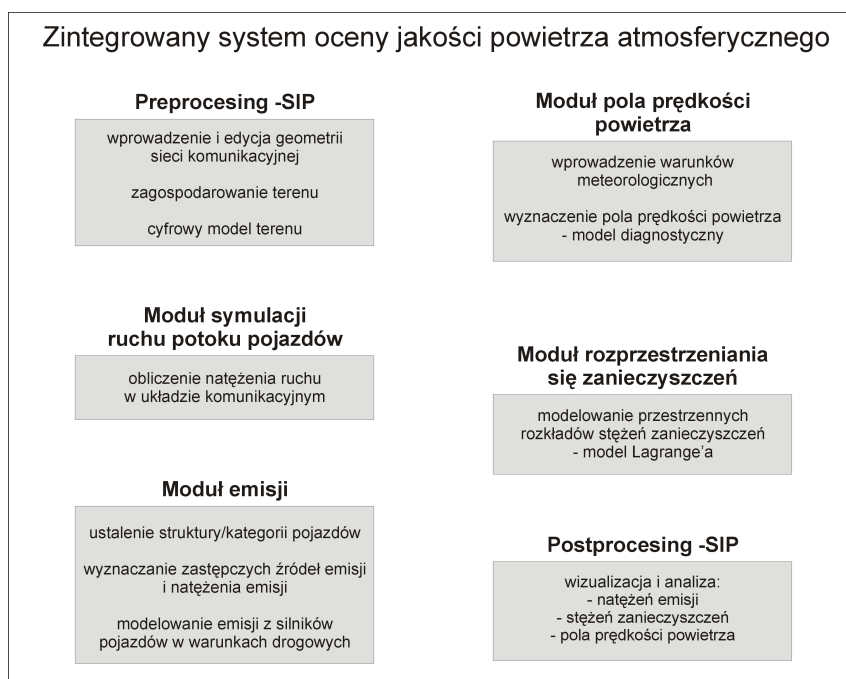 Zintegrowany system oceny jakości powietrza atmosferycznego
Preprocesing -SIP
wprowadzenie i edycja geometrii
sieci komunikacyjnej
zagospodarowanie terenu
cyfrowy model terenu
Moduł symulacji
ruchu potoku pojazdów
obliczenie natężenia ruchu
w układzie komunikacyjnym
Moduł emisji
ustalenie struktury/kategorii pojazdów
wyznaczanie zastępczych źródeł emisji
i natężenia emisji
modelowanie emisji z silników
pojazdów w warunkach drogowych
Moduł pola prędkości
powietrza
wprowadzenie warunków
meteorologicznych
wyznaczenie pola prędkości powietrza
- model diagnostyczny
Moduł rozprzestrzeniania
się zanieczyszczeń
modelowanie przestrzennych
rozkładów stężeń zanieczyszczeń
- model Lagrange'a
Postprocesing -SIP
wizualizacja i analiza:
- natężeń emisji
- stężeń zanieczyszczeń
- pola prędkości powietrza